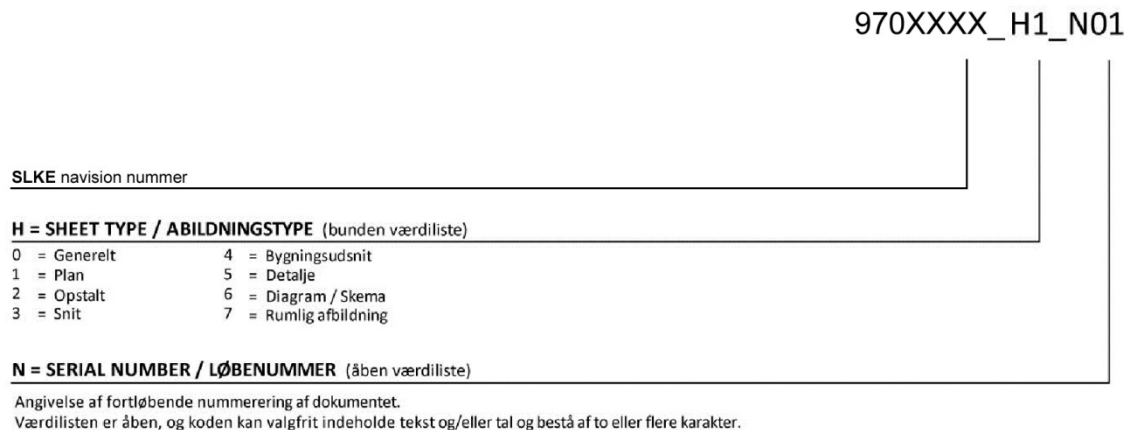 970XXXX_H1_N01
SLKE navision nummer
H = SHEET TYPE / ABILDNINGSTYPE (bunden værdiliste)
0 = Generelt 4 = Bygningsudsnit
1 = Plan 5 = Detalje
2 = Opstalt 6 = Diagram / Skema
3 = Snit 7 = Rumlig afbildning
N = SERIAL NUMBER / LØBENUMMER (åben værdiliste)
Angivelse af fortløbende nummerering af dokumentet.
Værdilisten er åben, og koden kan valgfrit indeholde tekst og/eller tal og bestå af to eller flere karakter.